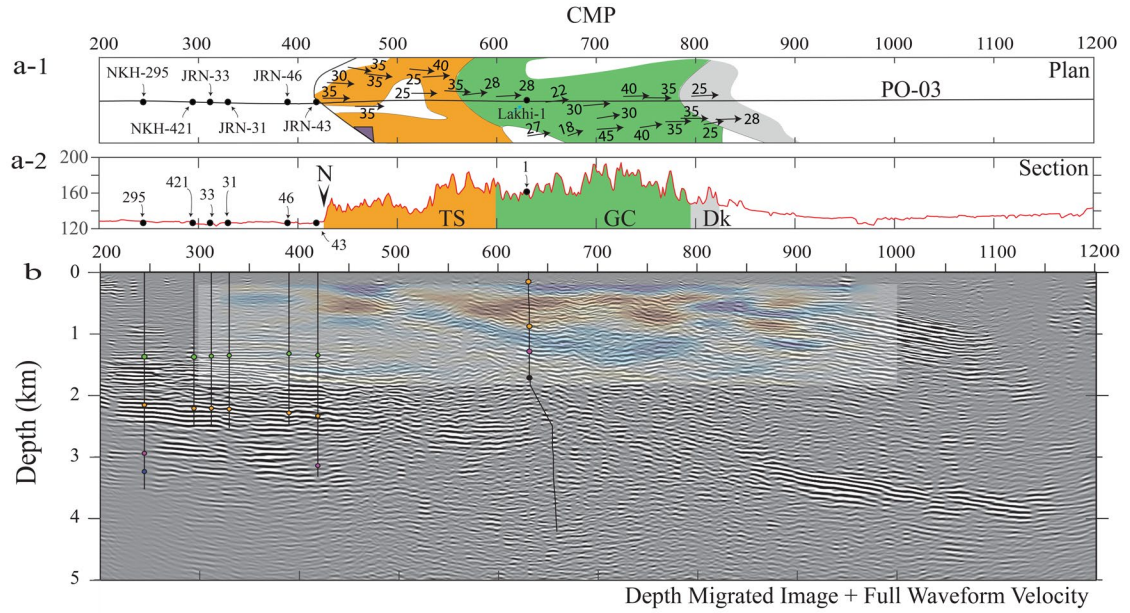 CMP
200 300 400 500 600 700 800 900 1000 1100 1200
a-1
Plan
NKH-295 JRN-33 JRN-46
NKH-421 JRN-31 JRN-43
PO-03
Lakhi-1
35 40
30 35 25 35 28 28 22 40 35 25
35 25 30 35 28
35 27 18 45 40 35 25
a-2
200
160
120
Section
295 421 33 31 46 N 1
43
TS GC Dk
200 300 400 500 600 700 800 900 1000 1100 1200
b
Depth (km)
0
1
2
3
4
5
Depth Migrated Image + Full Waveform Velocity